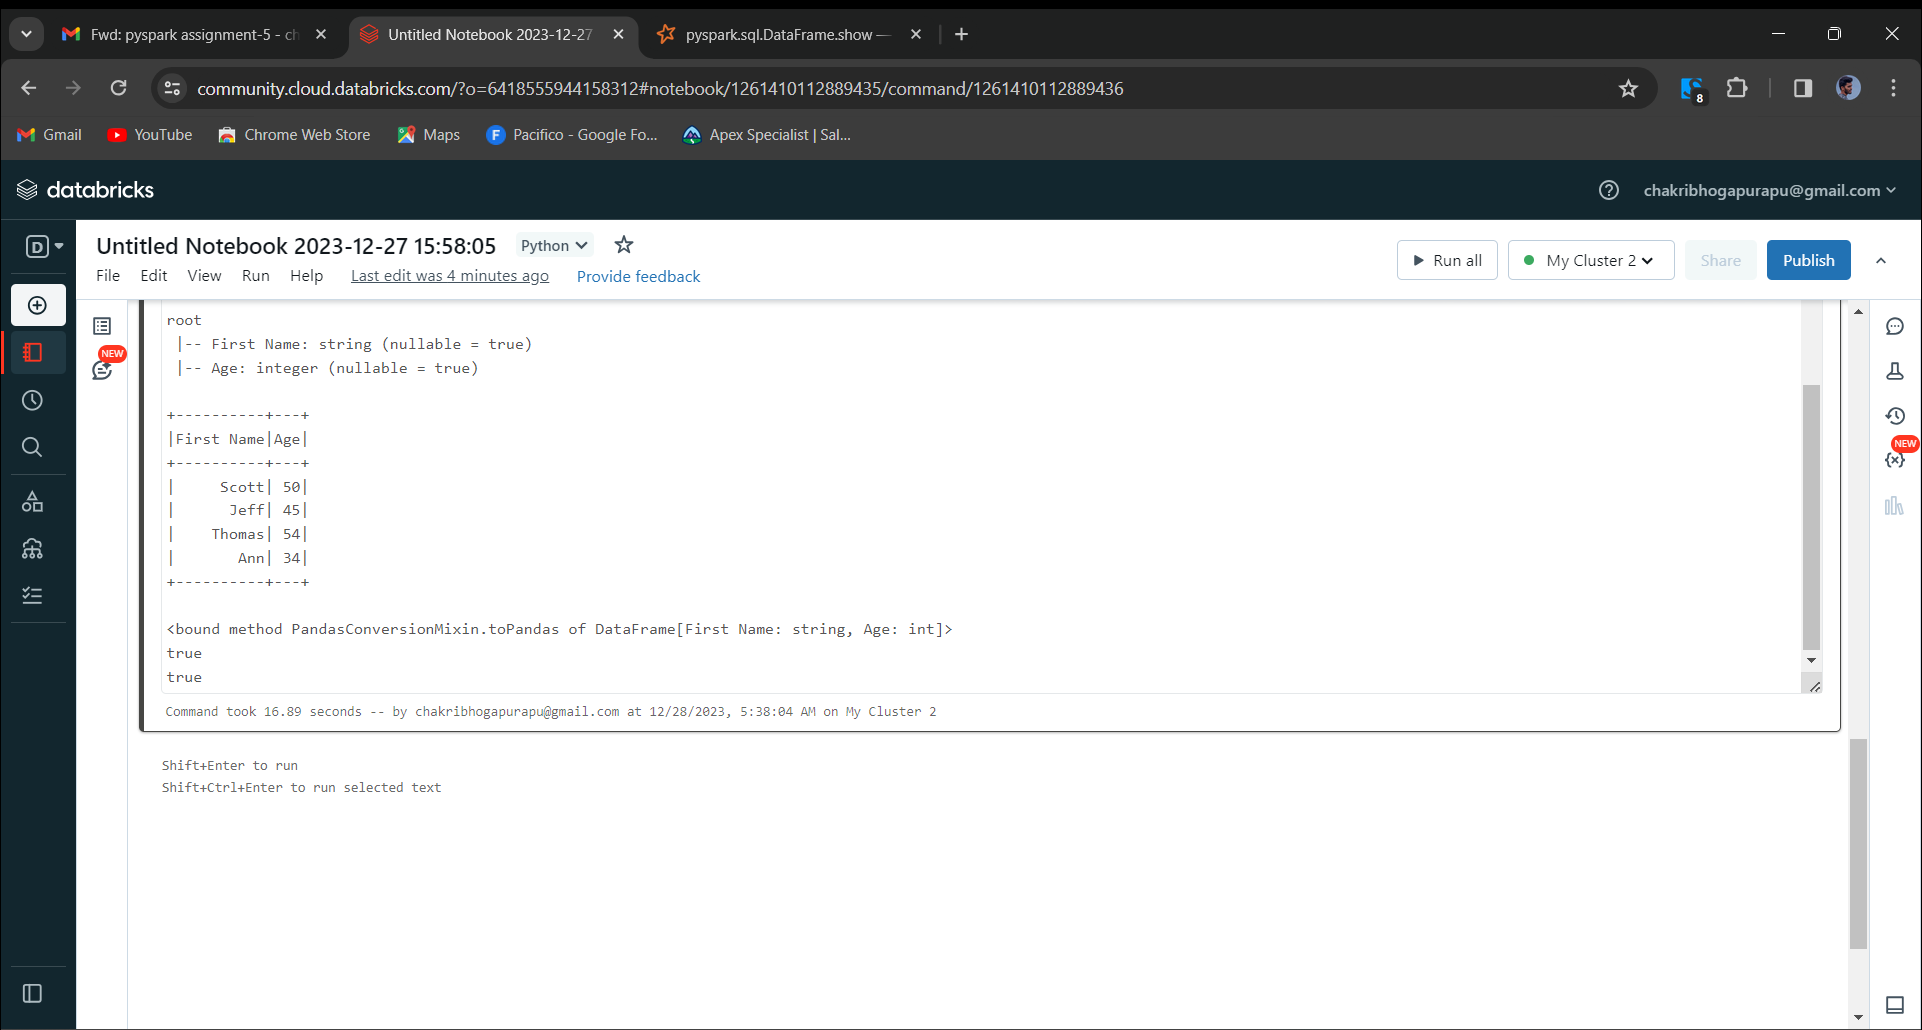 Fwd: pyspark assignment-5 - ch
Untitled Notebook 2023-12-27
pyspark.sql.DataFrame.show —
community.cloud.databricks.com/?o=6418555944158312#notebook/1261410112889435/command/1261410112889436
8
Gmail
YouTube
Chrome Web Store
Maps
F
Pacifico - Google Fo...
Apex Specialist | Sal...
databricks
chakribhogapurapu@gmail.com
D
Untitled Notebook 2023-12-27 15:58:05
Python
File
Edit
View
Run
Help
Last edit was 4 minutes ago
Provide feedback
Run all
My Cluster 2
Share
Publish
NEW
NEW
root
|-- First Name: string (nullable = true)
|-- Age: integer (nullable = true)
+----------+---+
|First Name|Age|
+----------+---+
|     Scott| 50|
|      Jeff| 45|
|    Thomas| 54|
|       Ann| 34|
+----------+---+
<bound method PandasConversionMixin.toPandas of DataFrame[First Name: string, Age: int]>
true
true
Command took 16.89 seconds -- by chakribhogapurapu@gmail.com at 12/28/2023, 5:38:04 AM on My Cluster 2
Shift+Enter to run
Shift+Ctrl+Enter to run selected text